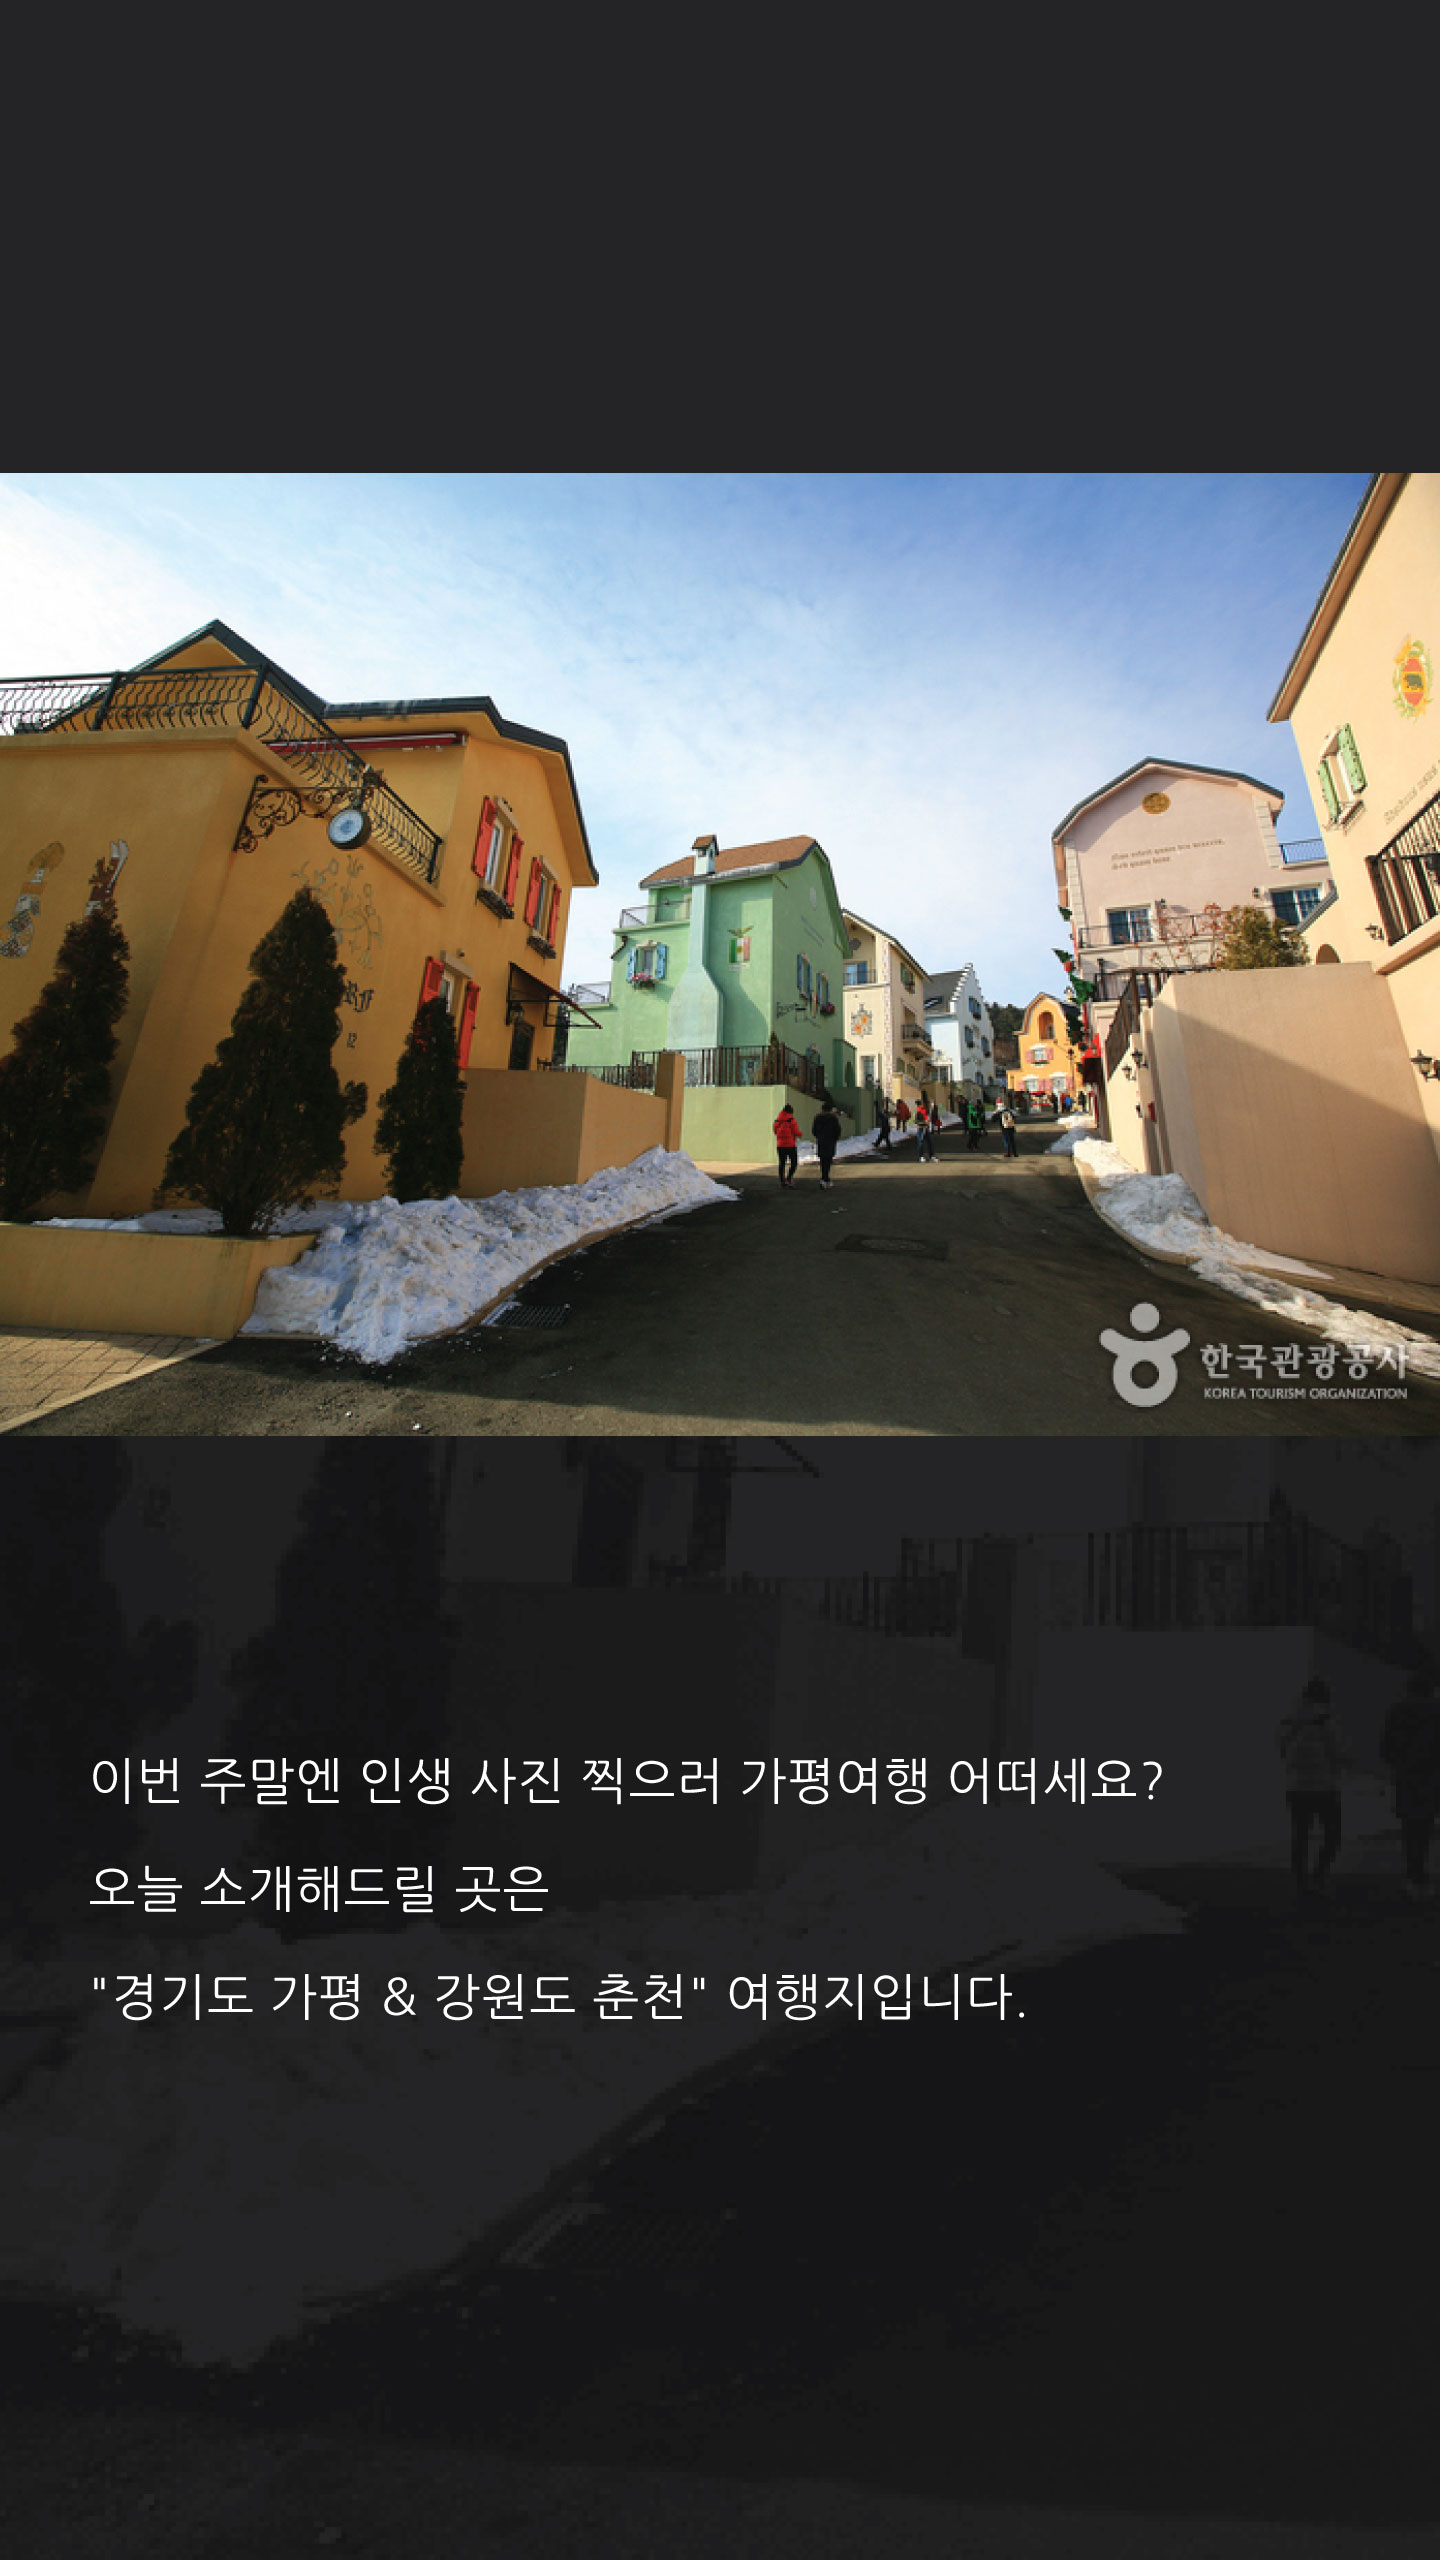 한국관광공사
KOREA TOURISM ORGANIZATION
이번 주말엔 인생 사진 찍으러 가평여행 어떠세요?
오늘 소개해드릴 곳은
"경기도 가평 & 강원도 춘천" 여행지입니다.